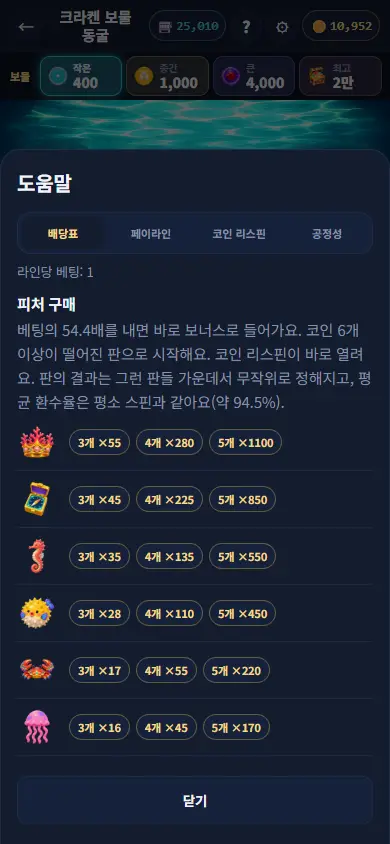 크라켄 보물
동굴
25,010
?
10,952
보물
작은
400
중간
1,000
큰
4,000
최고
2만
도움말
배당표
페이라인
코인 리스핀
공정성
라인당 베팅: 1
피처 구매
베팅의 54.4배를 내면 바로 보너스로 들어가요. 코인 6개
이상이 떨어진 판으로 시작해요. 코인 리스핀이 바로 열려
요. 판의 결과는 그런 판들 가운데서 무작위로 정해지고, 평
균 환수율은 평소 스핀과 같아요(약 94.5%).
3개 ×55 4개 ×280 5개 ×1100
3개 ×45 4개 ×225 5개 ×850
3개 ×35 4개 ×135 5개 ×550
3개 ×28 4개 ×110 5개 ×450
3개 ×17 4개 ×55 5개 ×220
3개 ×16 4개 ×45 5개 ×170
닫기